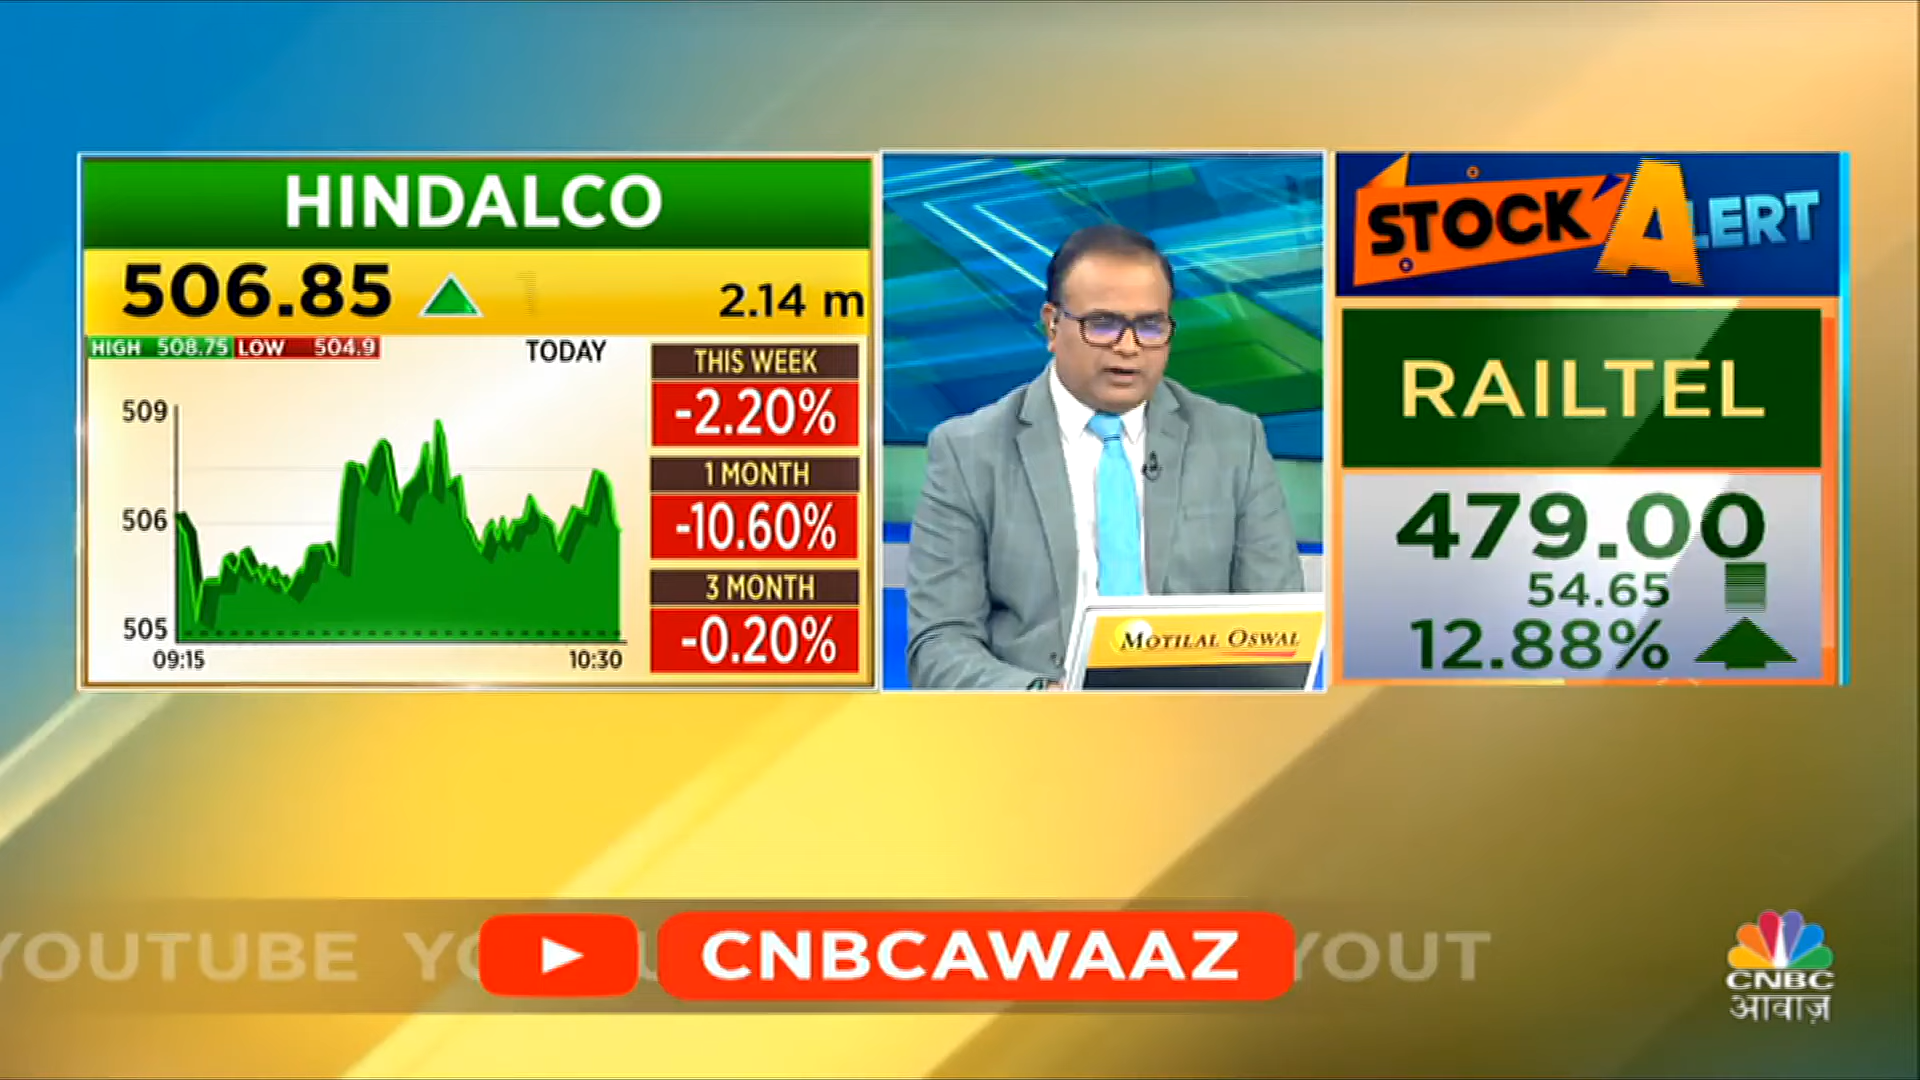 HINDALCO
506.85
2.14 m
HIGH 508.75 LOW 504.9
TODAY
509
506
505
09:15 10:30
THIS WEEK
-2.20%
1 MONTH
-10.60%
3 MONTH
-0.20%
MOTILAL OSWAL
STOCK ALERT
RAILTEL
479.00
54.65
12.88%
YOUTUBE CNBCAWAAZ YOUT
CNBC
आवाज़